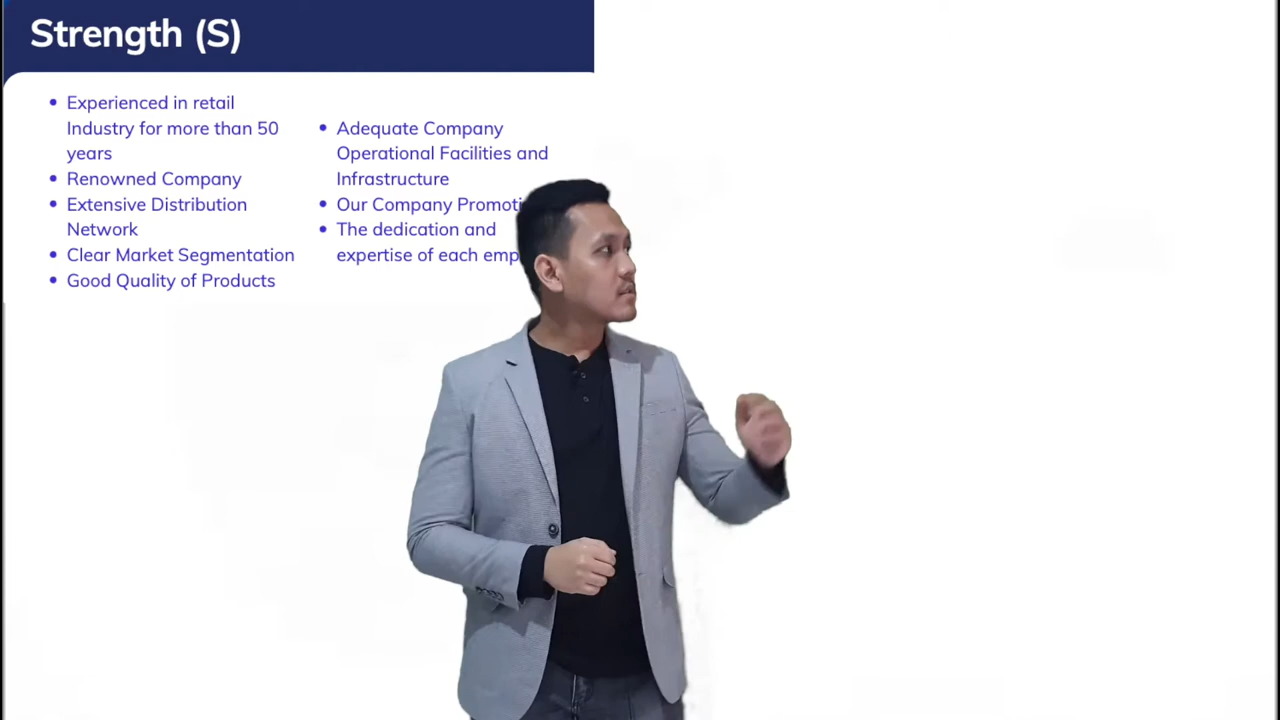 Strength (S)
Experienced in retail
Industry for more than 50
years
Renowned Company
Extensive Distribution
Network
Clear Market Segmentation
Good Quality of Products
Adequate Company
Operational Facilities and
Infrastructure
Our Company
The dedication and
expertise of each